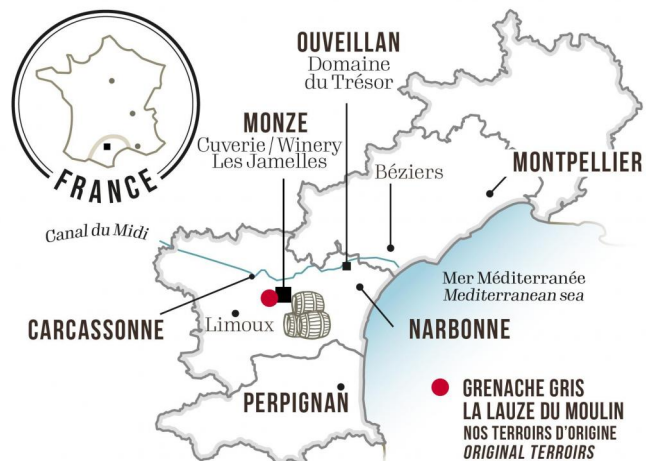 FRANCE
OUVEILLAN
Domaine
du Trésor
MONZE
Cuverie / Winery
Les Jamelles
Béziers
MONTPELLIER
Canal du Midi
Mer Méditerranée
Mediterranean sea
CARCASSONNE
Limoux
NARBONNE
PERPIGNAN
GRENACHE GRIS
LA LAUZE DU MOULIN
NOS TERROIRS D'ORIGINE
ORIGINAL TERROIRS